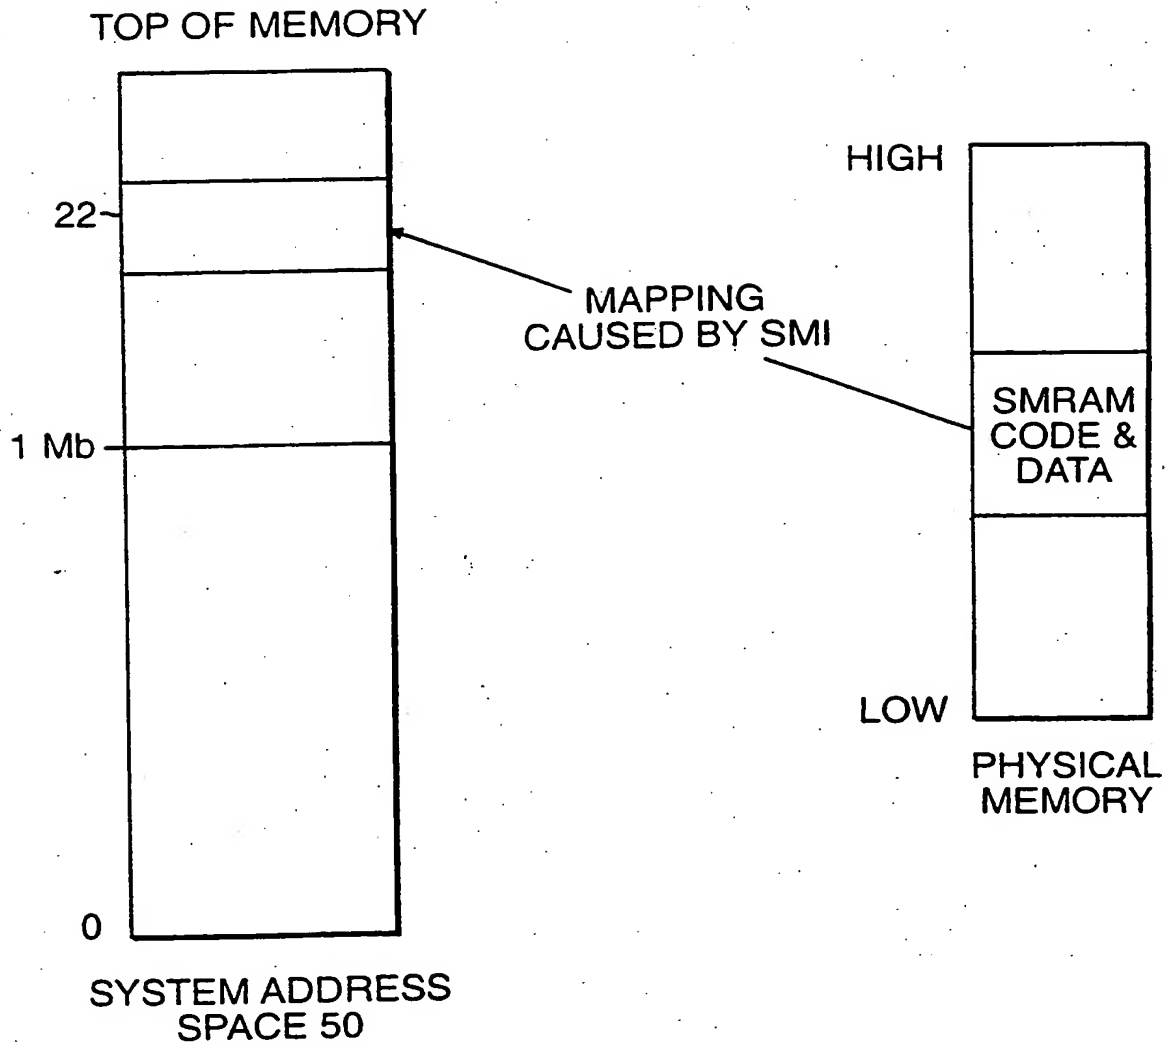 TOP OF MEMORY
22
1 Mb
0
SYSTEM ADDRESS
SPACE 50
MAPPING
CAUSED BY SMI
HIGH
SMRAM
CODE &
DATA
LOW
PHYSICAL
MEMORY